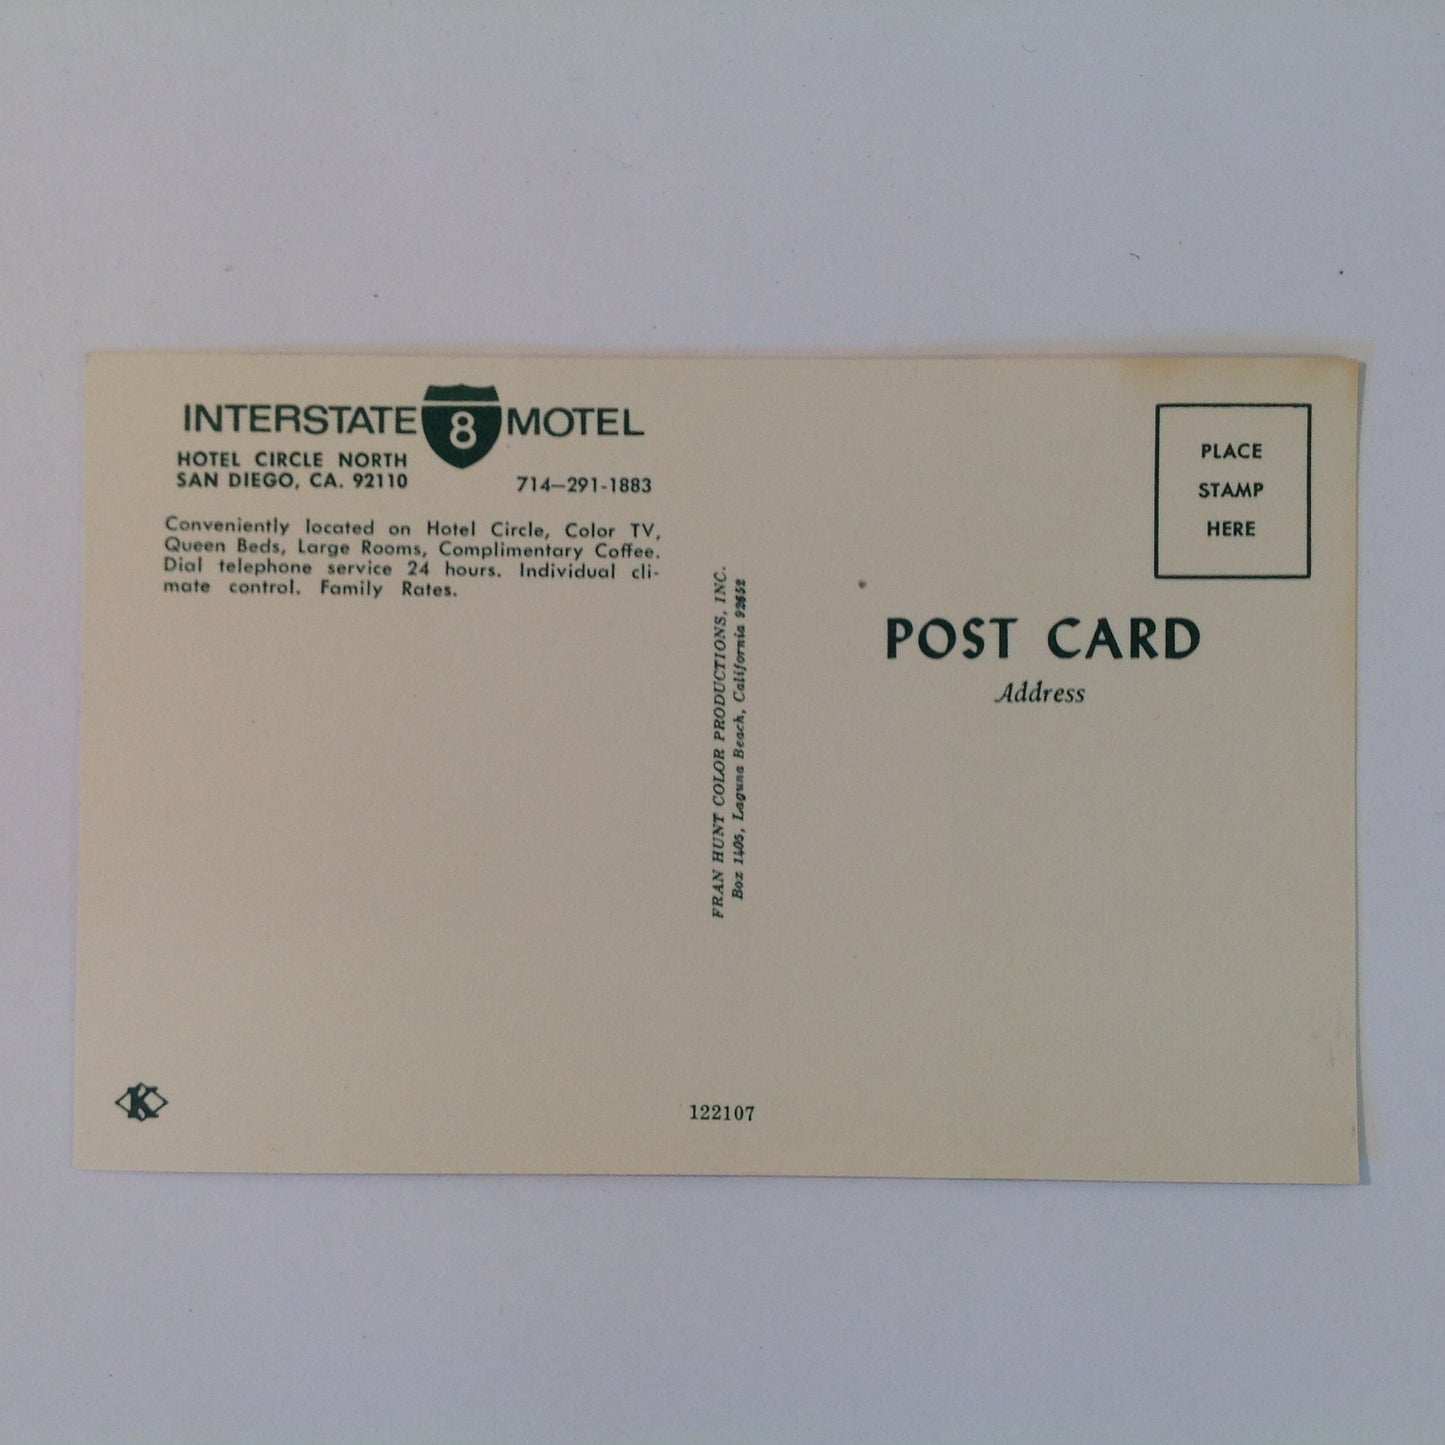 INTERSTATE 8 MOTEL
HOTEL CIRCLE NORTH
SAN DIEGO, CA. 92110
714—291-1883
Conveniently located on Hotel Circle, Color TV,
Queen Beds, Large Rooms, Complimentary Coffee.
Dial telephone service 24 hours. Individual cli-
mate control. Family Rates.
FRAN HUNT COLOR PRODUCTIONS, INC.
Box 1405, Laguna Beach, California 92652
PLACE
STAMP
HERE
POST CARD
Address
K
122107